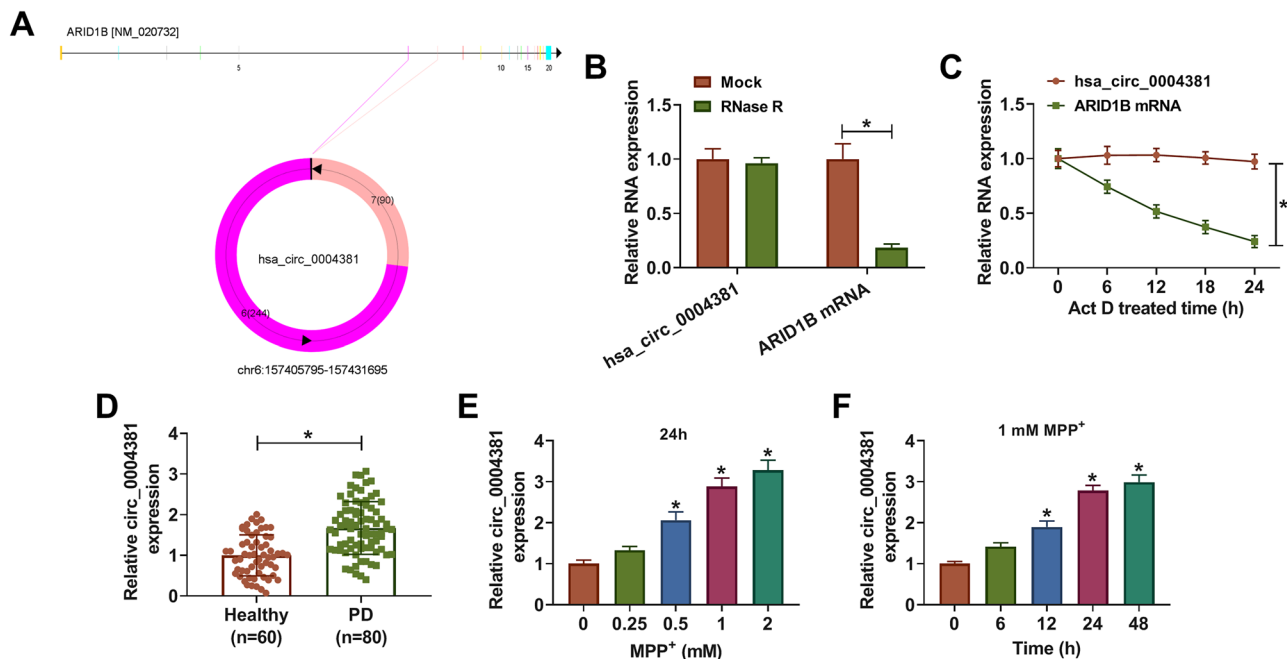 A
ARID1B [NM_020732]
5
10
15
20
7(90)
hsa_circ_0004381
6(244)
chr6:157405795-157431695
B
Mock
RNase R
Relative RNA expression
1.5
1.0
0.5
0.0
*
hsa_circ_0004381
ARID1B mRNA
C
hsa_circ_0004381
ARID1B mRNA
Relative RNA expression
1.5
1.0
0.5
0.0
*
0 6 12 18 24
Act D treated time (h)
D
Relative circ_0004381
expression
4
3
2
1
0
*
Healthy PD
(n=60) (n=80)
E
24h
Relative circ_0004381
expression
4
3
2
1
0
* * *
0 0.25 0.5 1 2
MPP⁺ (mM)
F
1 mM MPP⁺
Relative circ_0004381
expression
4
3
2
1
0
* * *
0 6 12 24 48
Time (h)